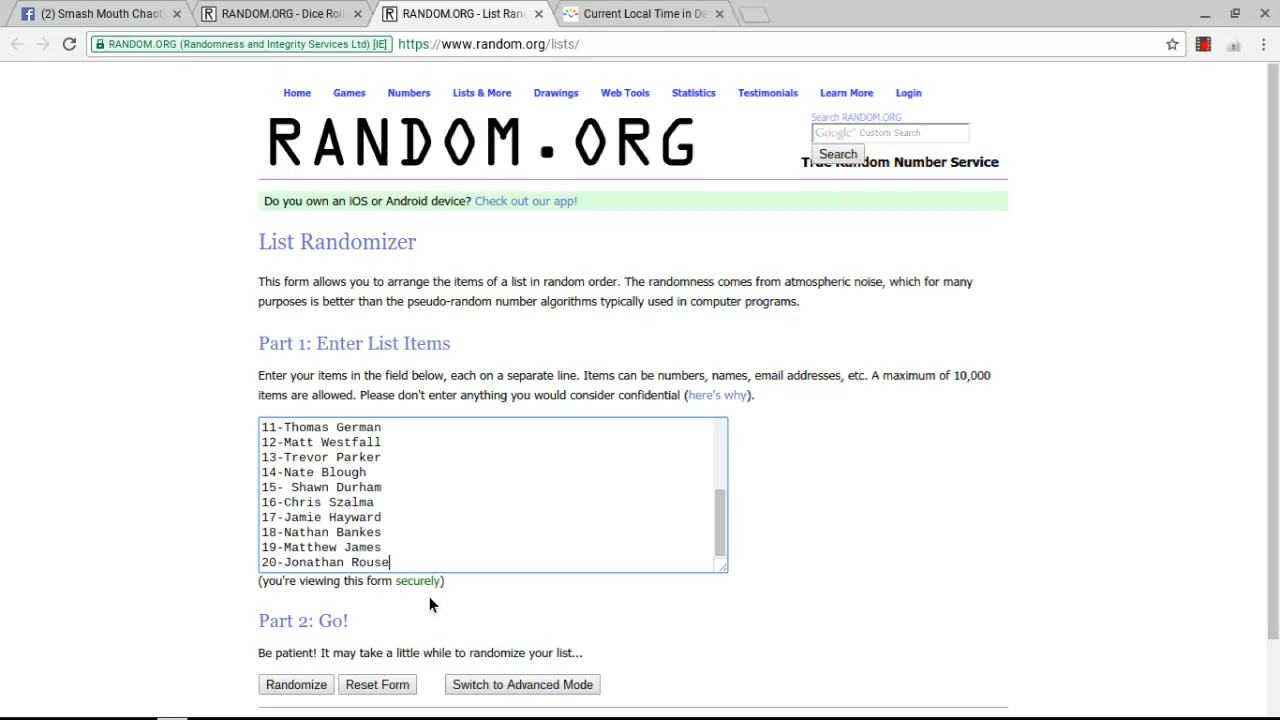 (2) Smash Mouth Chaot
RANDOM.ORG - Dice Roll
RANDOM.ORG - List Ran
Current Local Time in De
RANDOM.ORG (Randomness and Integrity Services Ltd) [IE]
https://www.random.org/lists/
Home Games Numbers Lists & More Drawings Web Tools Statistics Testimonials Learn More Login
RANDOM.ORG
Search RANDOM.ORG
Google™ Custom Search
Search
True Random Number Service
Do you own an iOS or Android device? Check out our app!
List Randomizer
This form allows you to arrange the items of a list in random order. The randomness comes from atmospheric noise, which for many
purposes is better than the pseudo-random number algorithms typically used in computer programs.
Part 1: Enter List Items
Enter your items in the field below, each on a separate line. Items can be numbers, names, email addresses, etc. A maximum of 10,000
items are allowed. Please don't enter anything you would consider confidential (here's why).
11-Thomas German
12-Matt Westfall
13-Trevor Parker
14-Nate Blough
15- Shawn Durham
16-Chris Szalma
17-Jamie Hayward
18-Nathan Bankes
19-Matthew James
20-Jonathan Rouse
(you're viewing this form securely)
Part 2: Go!
Be patient! It may take a little while to randomize your list...
Randomize Reset Form Switch to Advanced Mode